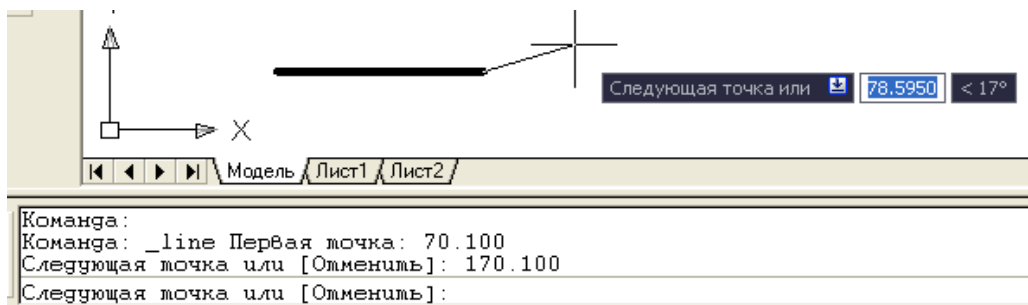 Следующая точка или 78.5950 < 17°
X
Модель Лист1 Лист2
Команда:
Команда: _line Первая точка: 70.100
Следующая точка или [Отменить]: 170.100
Следующая точка или [Отменить]: